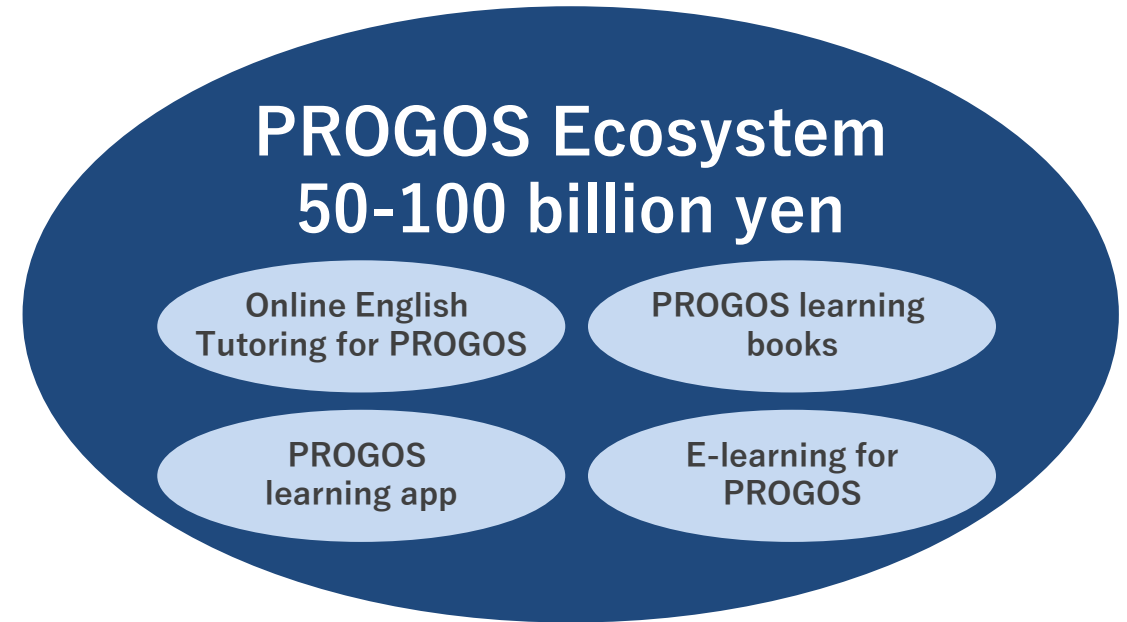 PROGOS Ecosystem
50-100 billion yen
Online English
Tutoring for PROGOS
PROGOS learning
books
PROGOS
learning app
E-learning for
PROGOS